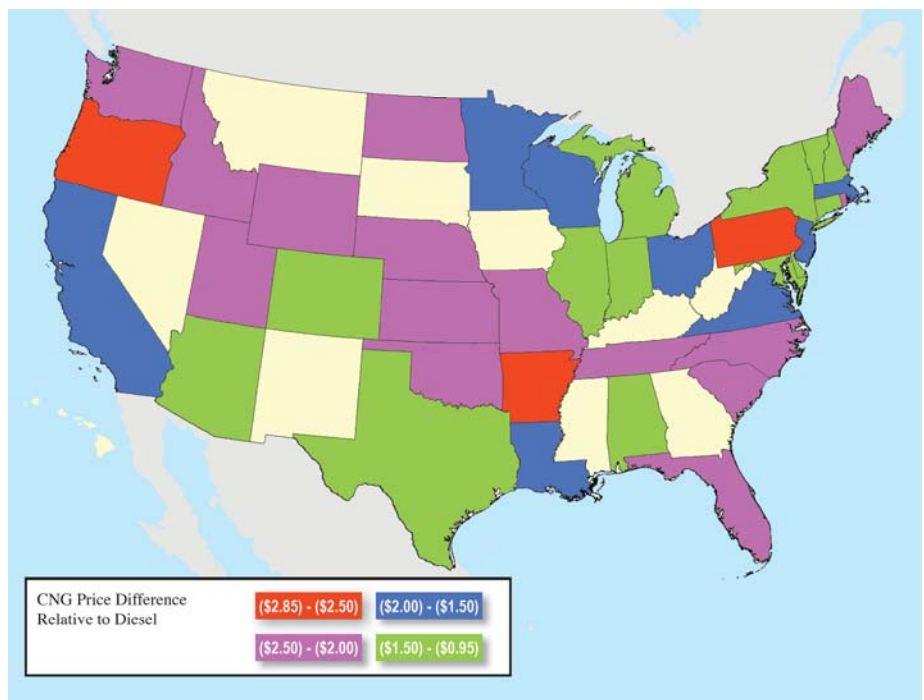 CNG Price Difference
Relative to Diesel
($2.85) - ($2.50)
($2.00) - ($1.50)
($2.50) - ($2.00)
($1.50) - ($0.95)